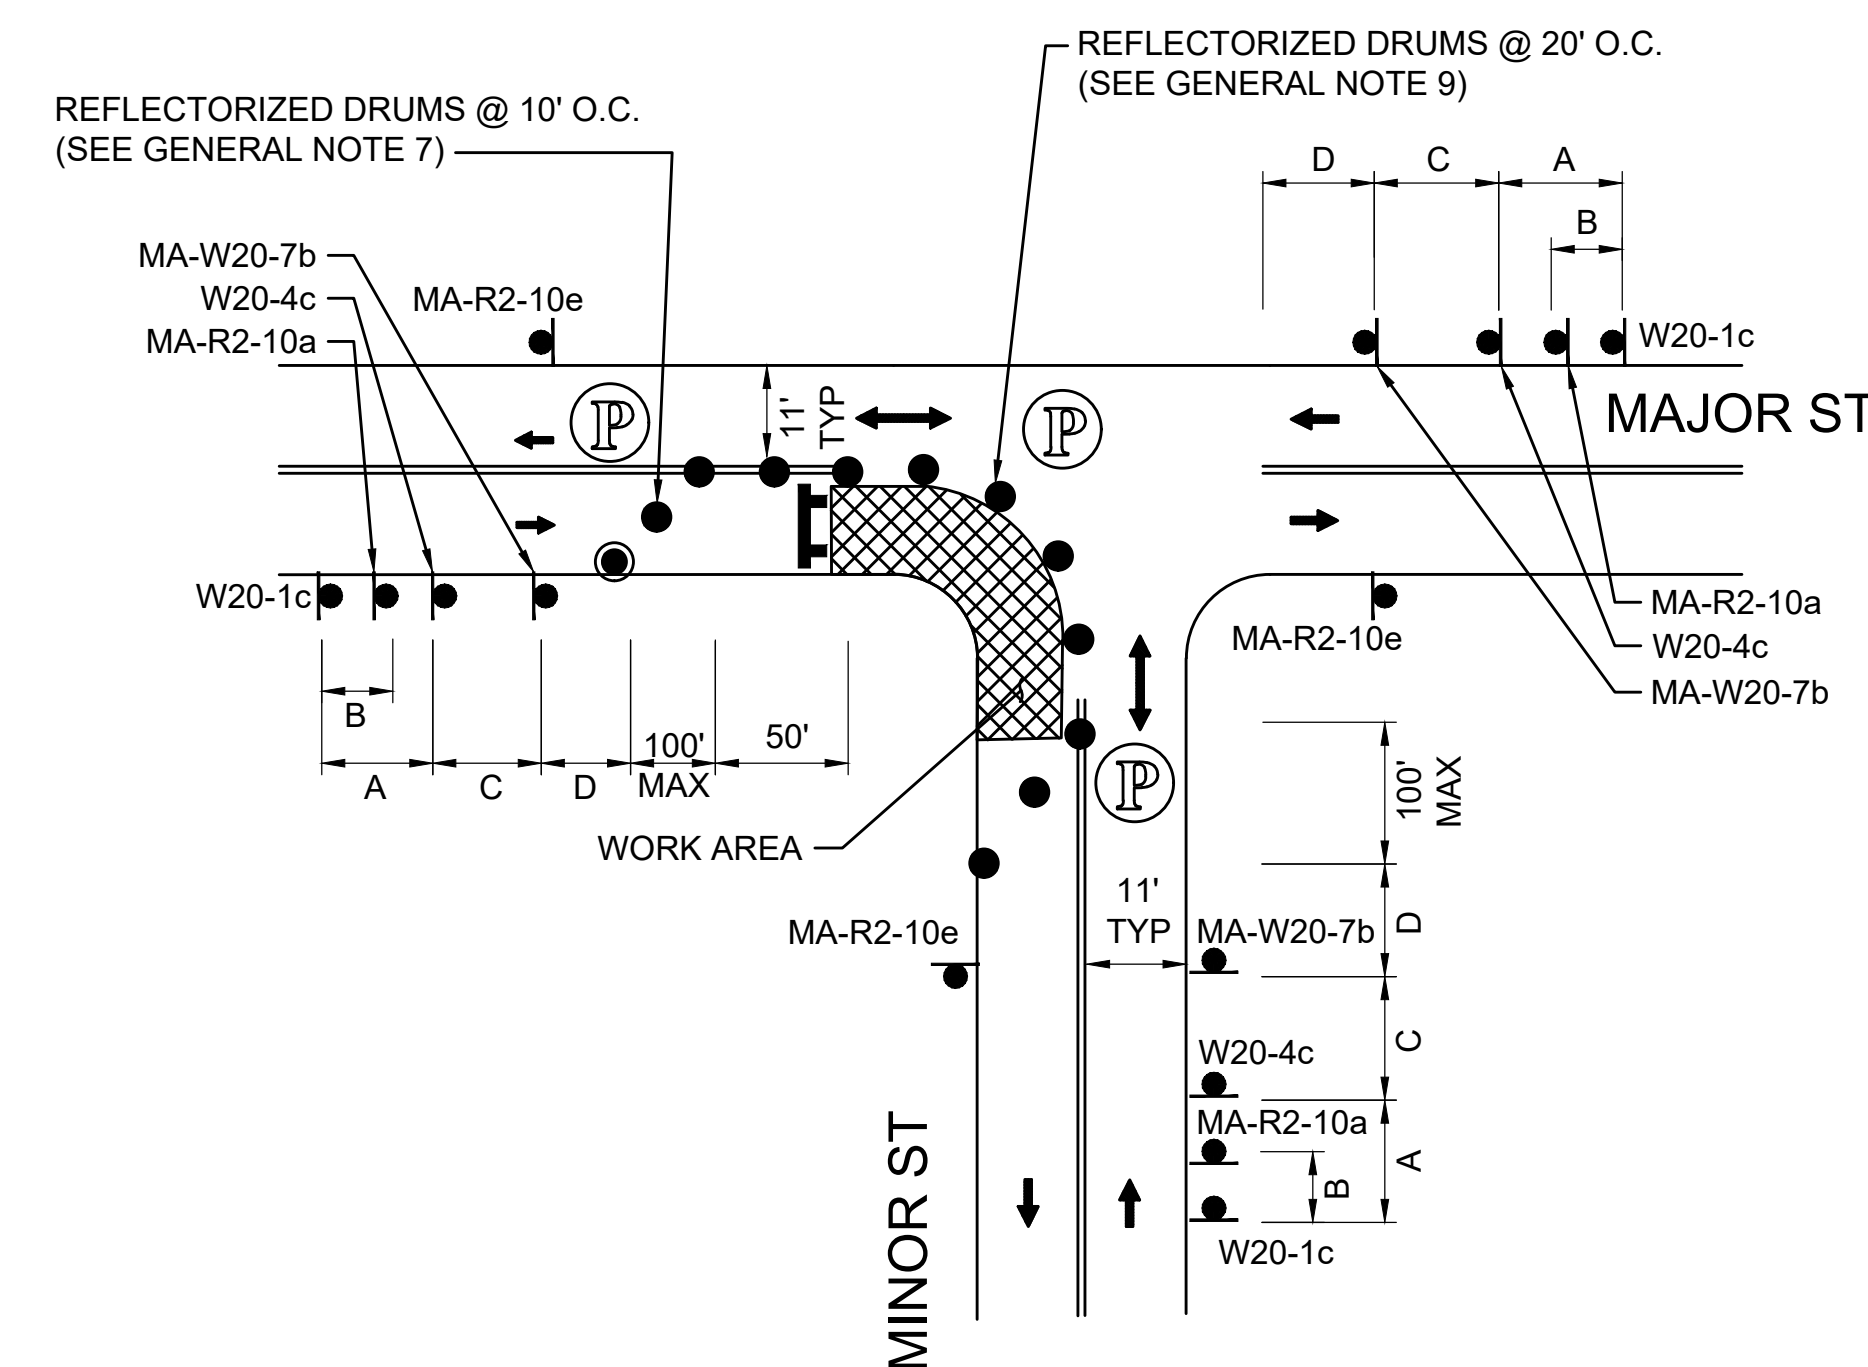 REFLECTORIZED DRUMS @ 20' O.C.
(SEE GENERAL NOTE 9)
REFLECTORIZED DRUMS @ 10' O.C.
(SEE GENERAL NOTE 7)
D
C
A
B
MA-W20-7b
W20-4c
MA-R2-10a
MA-R2-10e
W20-1c
MAJOR ST
P
11'
TYP
P
W20-1c
MA-R2-10e
MA-R2-10a
W20-4c
MA-W20-7b
B
A
C
D
100'
MAX
50'
P
WORK AREA
100'
MAX
11'
TYP
MA-R2-10e
MA-W20-7b
D
W20-4c
C
MA-R2-10a
A
B
W20-1c
MINOR ST